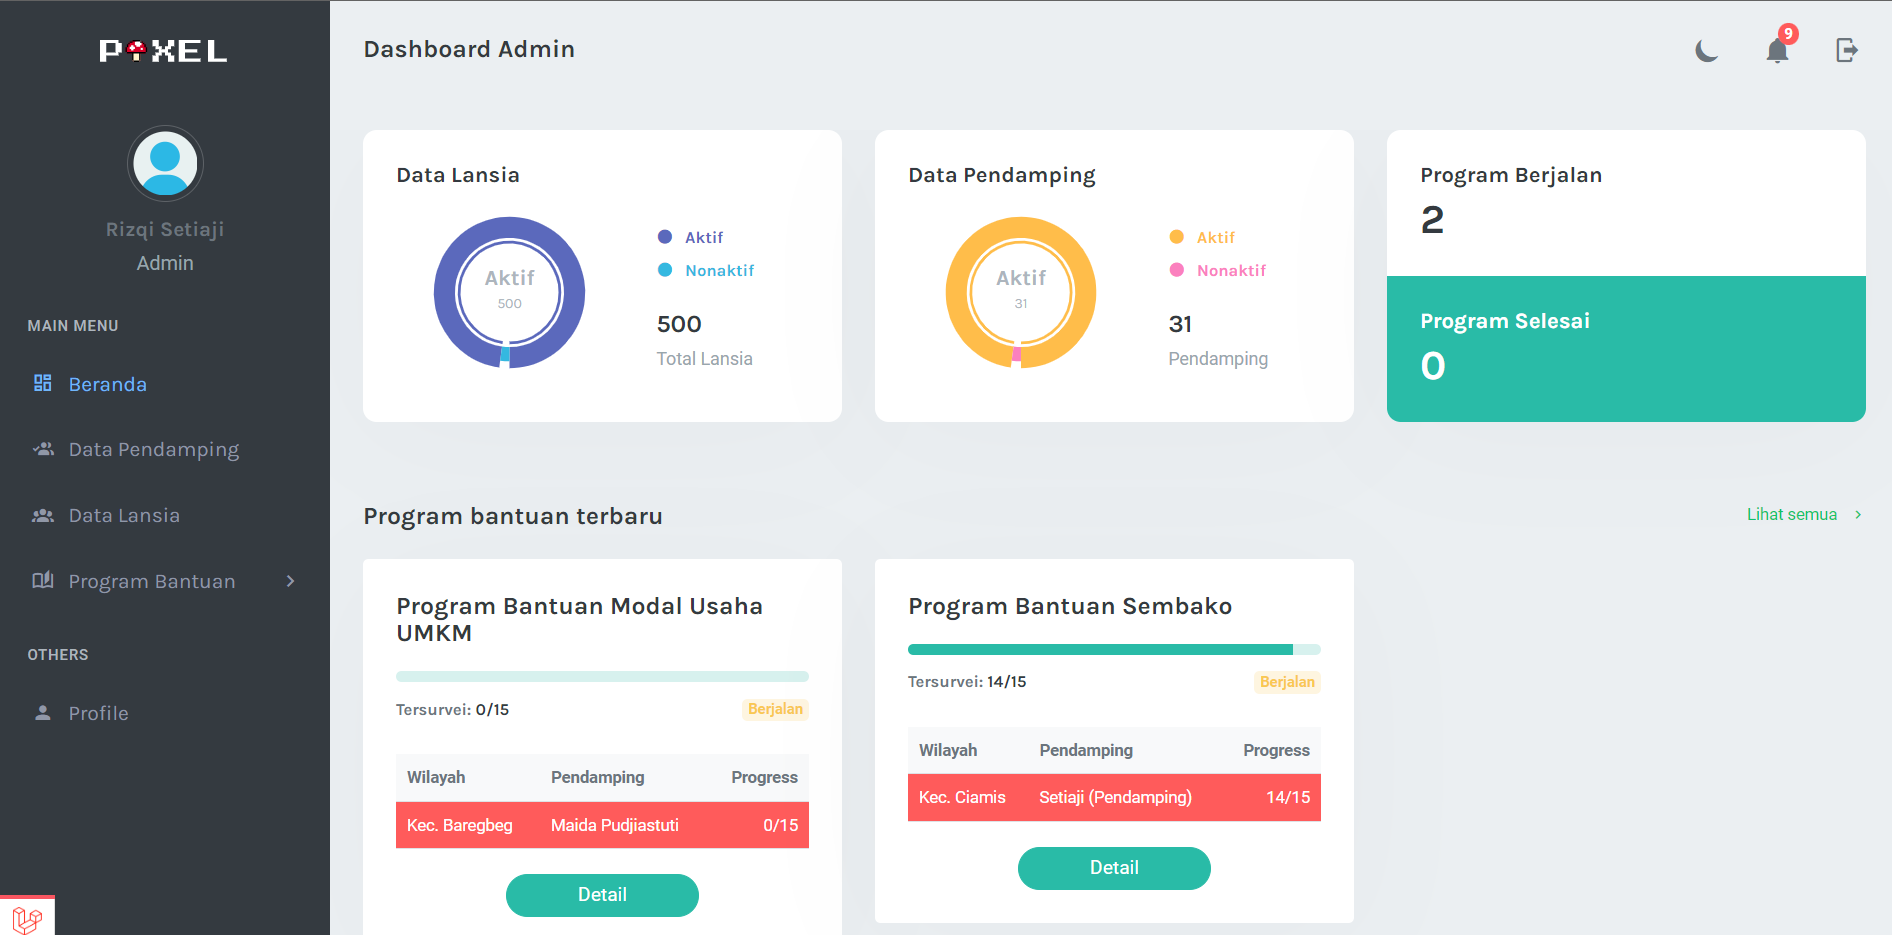 PIXEL
Rizqi Setiaji
Admin
MAIN MENU
Beranda
Data Pendamping
Data Lansia
Program Bantuan
OTHERS
Profile
Dashboard Admin
9
Data Lansia
Aktif
500
Aktif
Nonaktif
500
Total Lansia
Data Pendamping
Aktif
31
Aktif
Nonaktif
31
Pendamping
Program Berjalan
2
Program Selesai
0
Program bantuan terbaru
Lihat semua
Program Bantuan Modal Usaha
UMKM
Tersurvei: 0/15
Berjalan
Wilayah Pendamping Progress
Kec. Baregbeg Maida Pudjiastuti 0/15
Detail
Program Bantuan Sembako
Tersurvei: 14/15
Berjalan
Wilayah Pendamping Progress
Kec. Ciamis Setiaji (Pendamping) 14/15
Detail